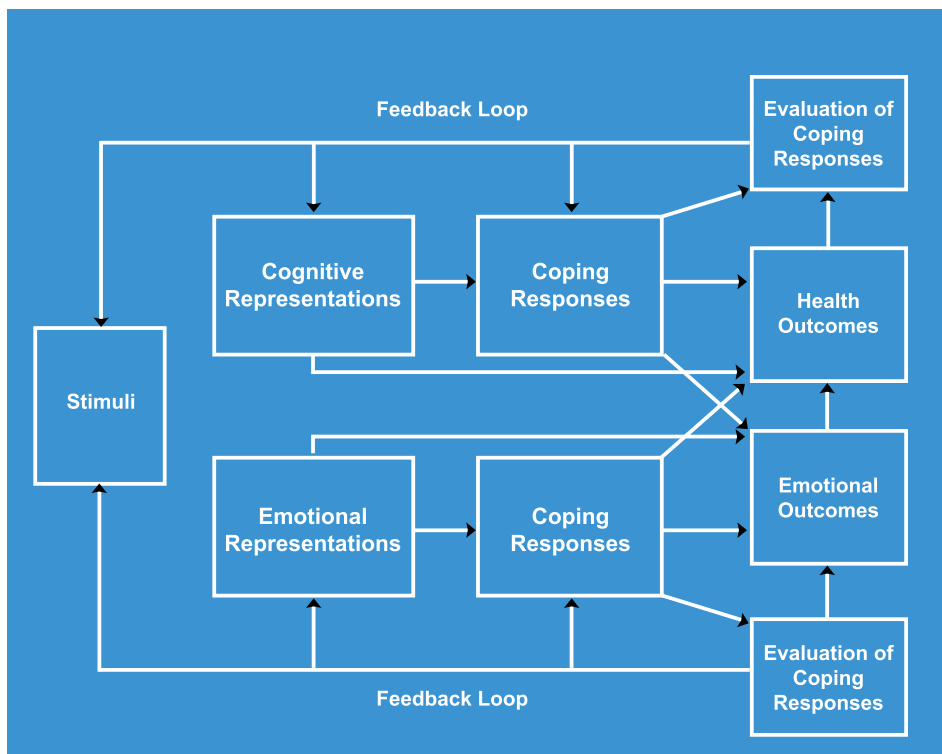 Feedback Loop
Evaluation of
Coping
Responses
Cognitive
Representations
Coping
Responses
Health
Outcomes
Stimuli
Emotional
Representations
Coping
Responses
Emotional
Outcomes
Evaluation of
Coping
Responses
Feedback Loop